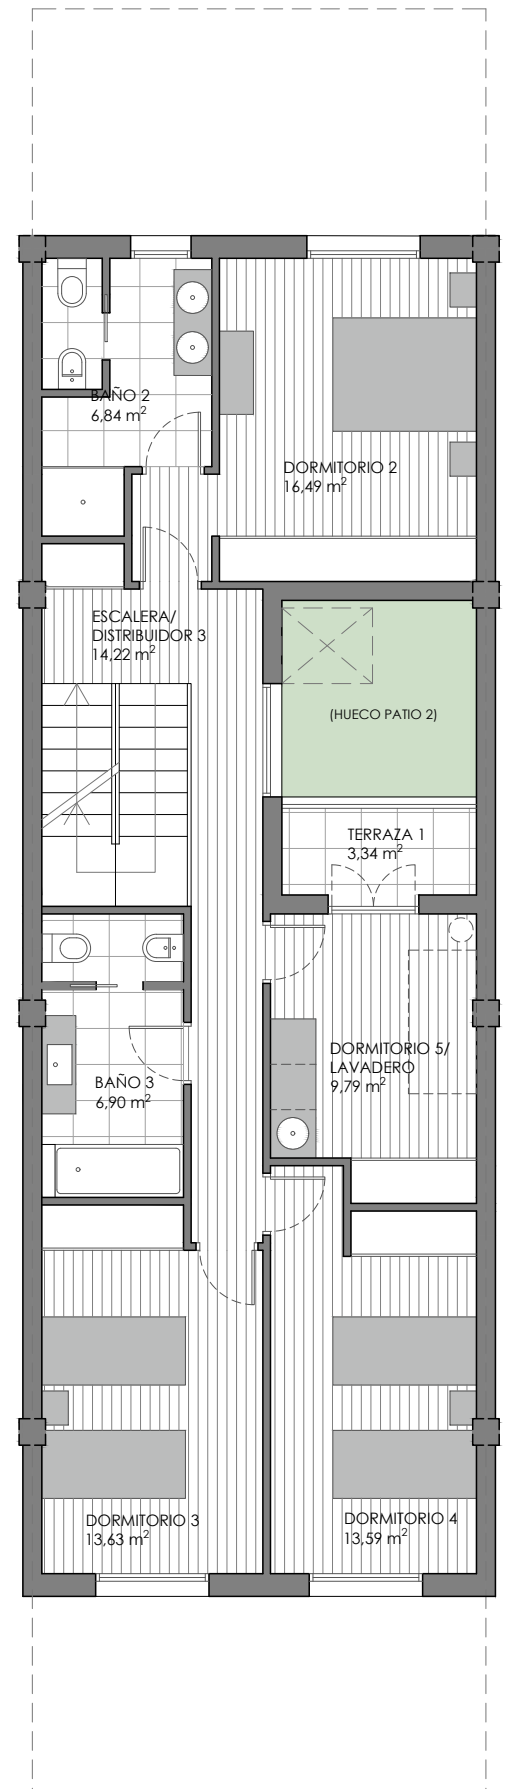 BAÑO 2
6,84 m²
DORMITORIO 2
16,49 m²
ESCALERA/
DISTRIBUIDOR 3
14,22 m²
(HUECO PATIO 2)
TERRAZA 1
3,34 m²
DORMITORIO 5/
LAVADERO
9,79 m²
BAÑO 3
6,90 m²
DORMITORIO 3
13,63 m²
DORMITORIO 4
13,59 m²